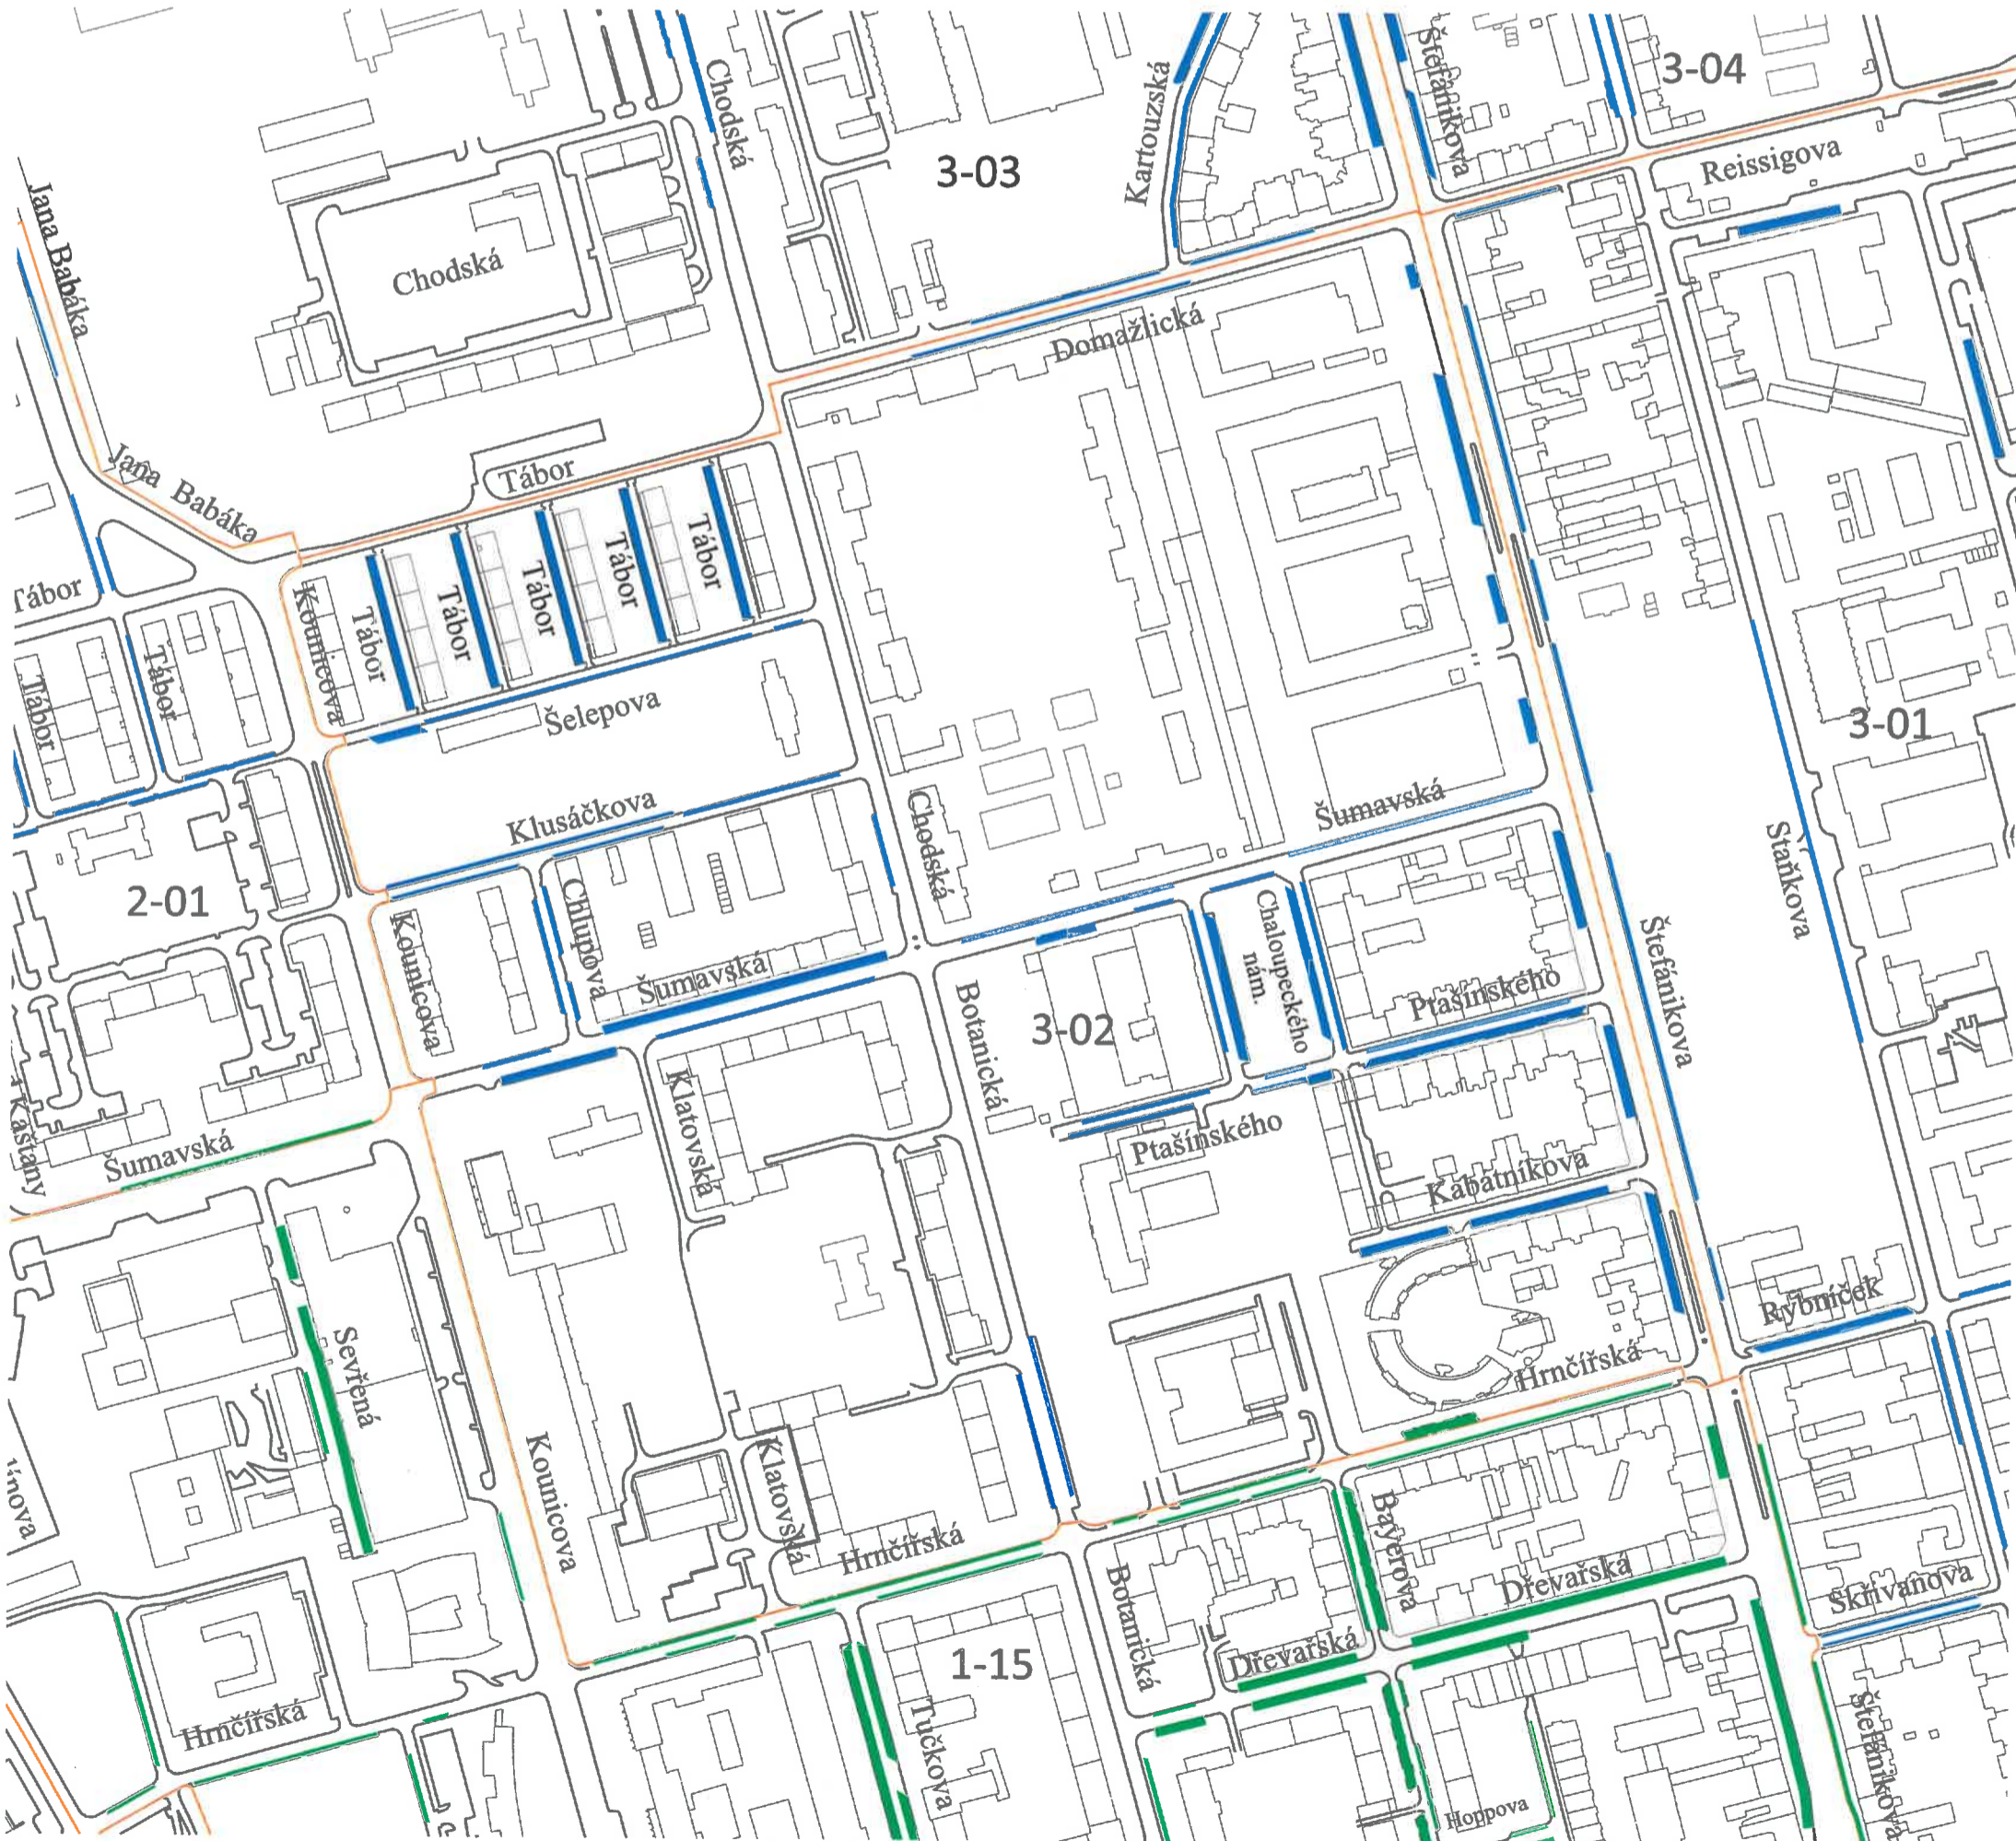 Štefánikova
3-04
Chodská
Kartouzská
Reissigova
3-03
Jana Babáka
Chodská
Domažlická
Jana Babáka
Tábor
Tábor
Tábor
Tábor
Tábor
Tábor
Tábor
Kounicova
Tábor
Tábor
Šelepova
3-01
Klusáčkova
Chodská
Šumavská
Staňkova
2-01
Chlupova
Kounicova
Chaloupeckého
nám.
Štefánikova
Šumavská
Ptašínského
Botanická
3-02
Klatovská
Kaštany
Šumavská
Ptašínského
Kabátníkova
Rybníček
Sevřená
Hrnčířská
Kounicova
Klatovská
Bayerova
Hrnčířská
Botanická
Dřevařská
Skřivanova
Dřevařská
1-15
Hrnčířská
Tučkova
Štefánikova
Hoppova